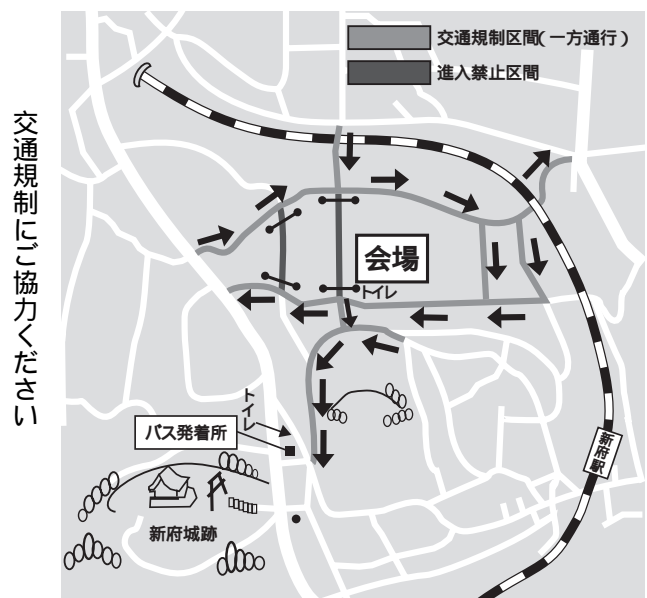 交通規制にご協力ください
交通規制区間(一方通行)
進入禁止区間
会場
トイレ
トイレ
バス発着所
新府駅
新府城跡